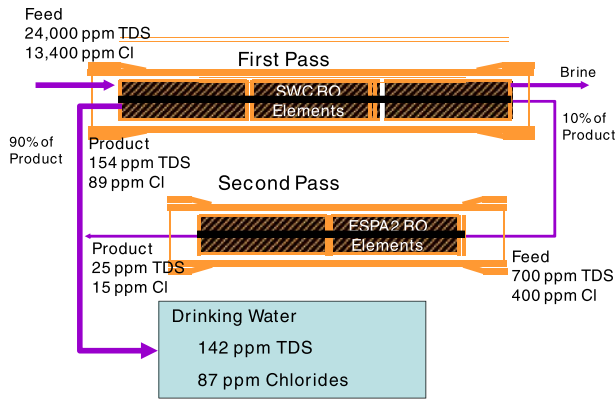 Feed
24,000 ppm TDS
13,400 ppm Cl
First Pass
Brine
SWC RO
Elements
90% of
Product
10% of
Product
Product
154 ppm TDS
89 ppm Cl
Second Pass
ESPA2 RO
Elements
Product
25 ppm TDS
15 ppm Cl
Feed
700 ppm TDS
400 ppm Cl
Drinking Water
142 ppm TDS
87 ppm Chlorides